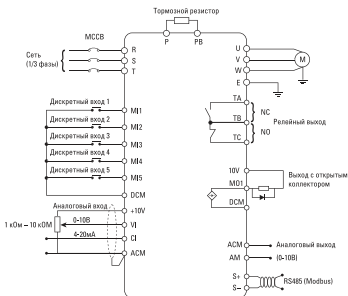 Тормозной резистор
P PB
MCCB
Сеть
(1/3 фазы)
R
S
T
U
V
W
E
M
TA
TB
TC
NC
NO
Релейный выход
Дискретный вход 1
MI1
Дискретный вход 2
MI2
Дискретный вход 3
MI3
Дискретный вход 4
MI4
Дискретный вход 5
MI5
DCM
10V
MO1
DCM
Выход с открытым
коллектором
Аналоговый вход
+10V
1 кОм – 10 кОМ
0-10В
VI
4-20мА
CI
ACM
ACM
Аналоговый выход
AM
(0-10В)
S+
S–
RS485 (Modbus)